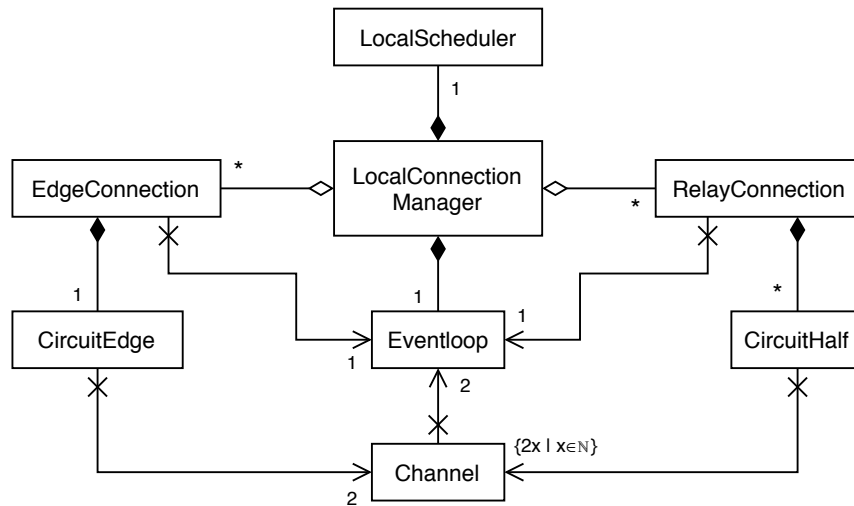 LocalScheduler
1
*
LocalConnection
Manager
EdgeConnection
RelayConnection
*
1
1
*
1
CircuitEdge
Eventloop
CircuitHalf
1
2
{2x | x∈ℕ}
Channel
2